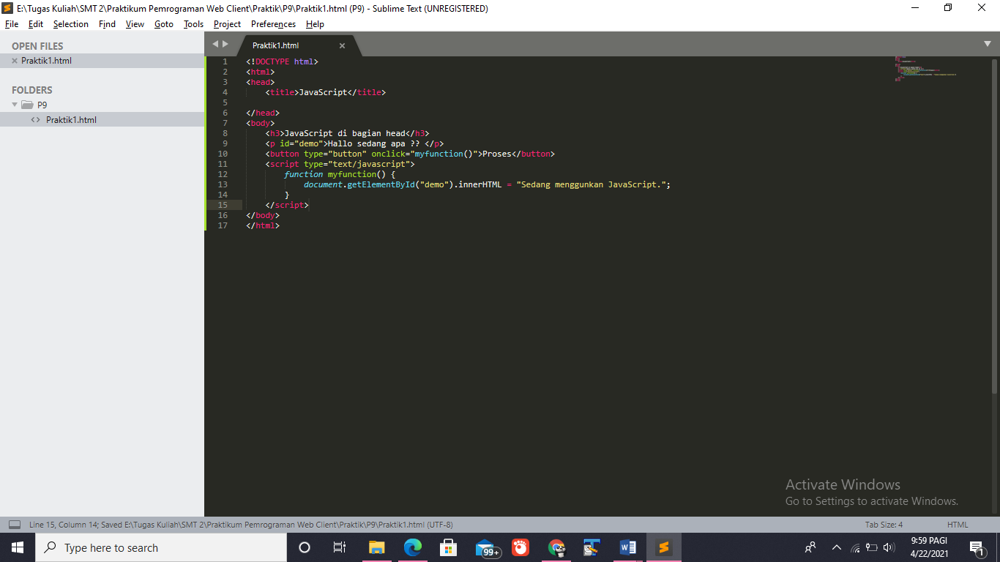 E:\Tugas Kuliah\SMT 2\Praktikum Pemrograman Web Client\Praktik\P9\Praktik1.html (P9) - Sublime Text (UNREGISTERED)
File Edit Selection Find View Goto Tools Project Preferences Help
OPEN FILES
Praktik1.html
FOLDERS
P9
<> Praktik1.html
Praktik1.html
1 <!DOCTYPE html>
2 <html>
3 <head>
4 <title>JavaScript</title>
5
6 </head>
7 <body>
8 <h3>JavaScript di bagian head</h3>
9 <p id="demo">Hallo sedang apa ?? </p>
10 <button type="button" onclick="myfunction()">Proses</button>
11 <script type="text/javascript">
12 function myfunction() {
13 document.getElementById("demo").innerHTML = "Sedang menggunkan JavaScript.";
14 }
15 </script>
16 </body>
17 </html>
Activate Windows
Go to Settings to activate Windows.
Line 15, Column 14; Saved E:\Tugas Kuliah\SMT 2\Praktikum Pemrograman Web Client\Praktik\P9\Praktik1.html (UTF-8) Tab Size: 4 HTML
Type here to search
99+
9:59 PAGI
4/22/2021
1